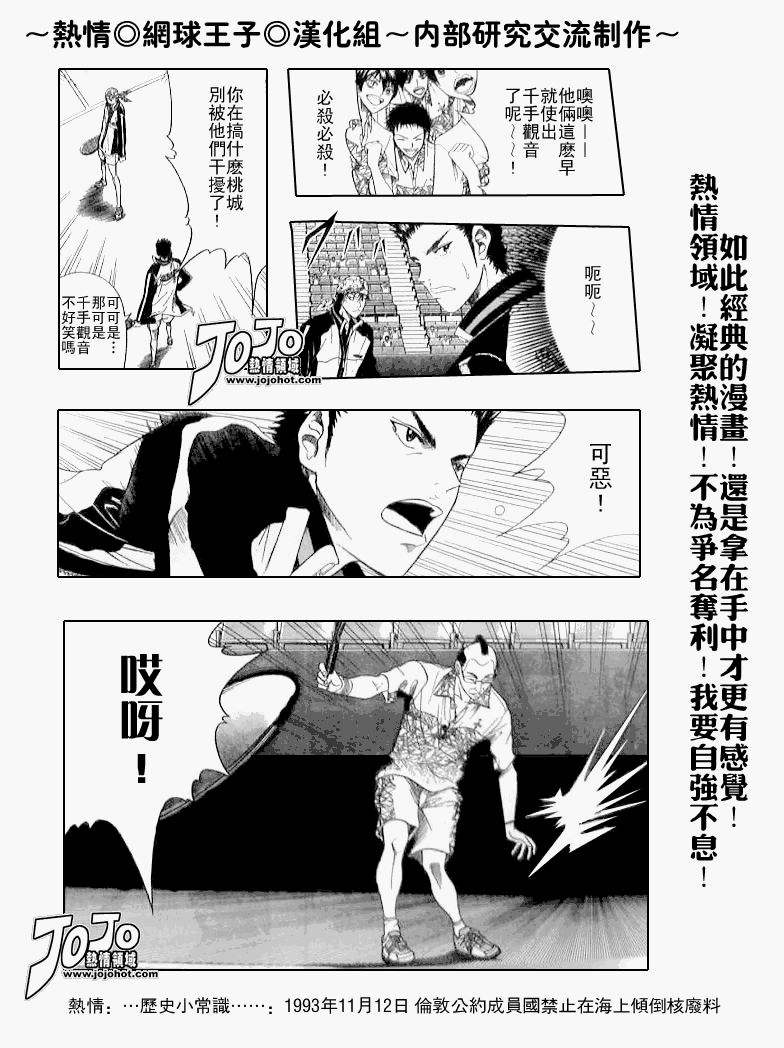 ～熱情◎網球王子◎漢化組～内部研究交流制作～
噢噢——
他倆這麽早
就使出
千手觀音
了呢～～！
必殺必殺！
呃呃～～
你在搞什麽桃城
別被他們干擾了！
可可是…
那可是
千手觀音
不好笑嗎
JOJO
熱情領域
www.jojohot.com
可惡！
哎呀！
JOJO
熱情領域
www.jojohot.com
如此經典的漫畫！還是拿在手中才更有感覺！
熱情領域！凝聚熱情！不為爭名奪利！我要自強不息！
熱情：…歷史小常識……：1993年11月12日 倫敦公約成員國禁止在海上傾倒核廢料